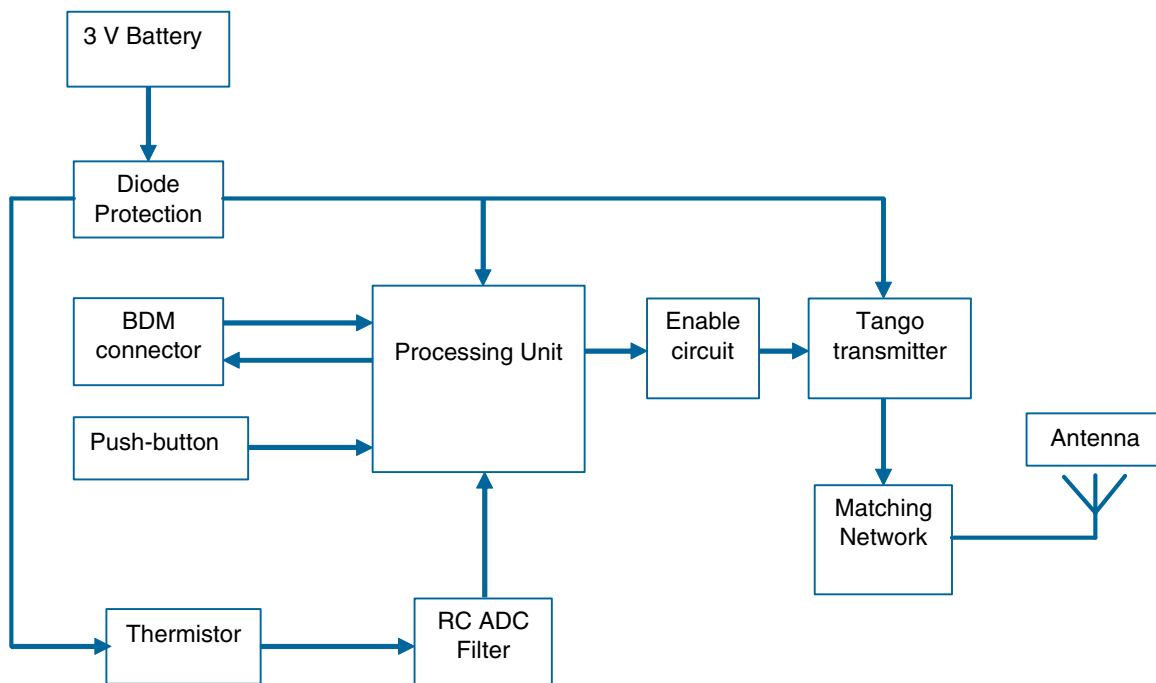 3 V Battery
Diode
Protection
BDM
connector
Processing Unit
Enable
circuit
Tango
transmitter
Push-button
Antenna
Matching
Network
Thermistor
RC ADC
Filter